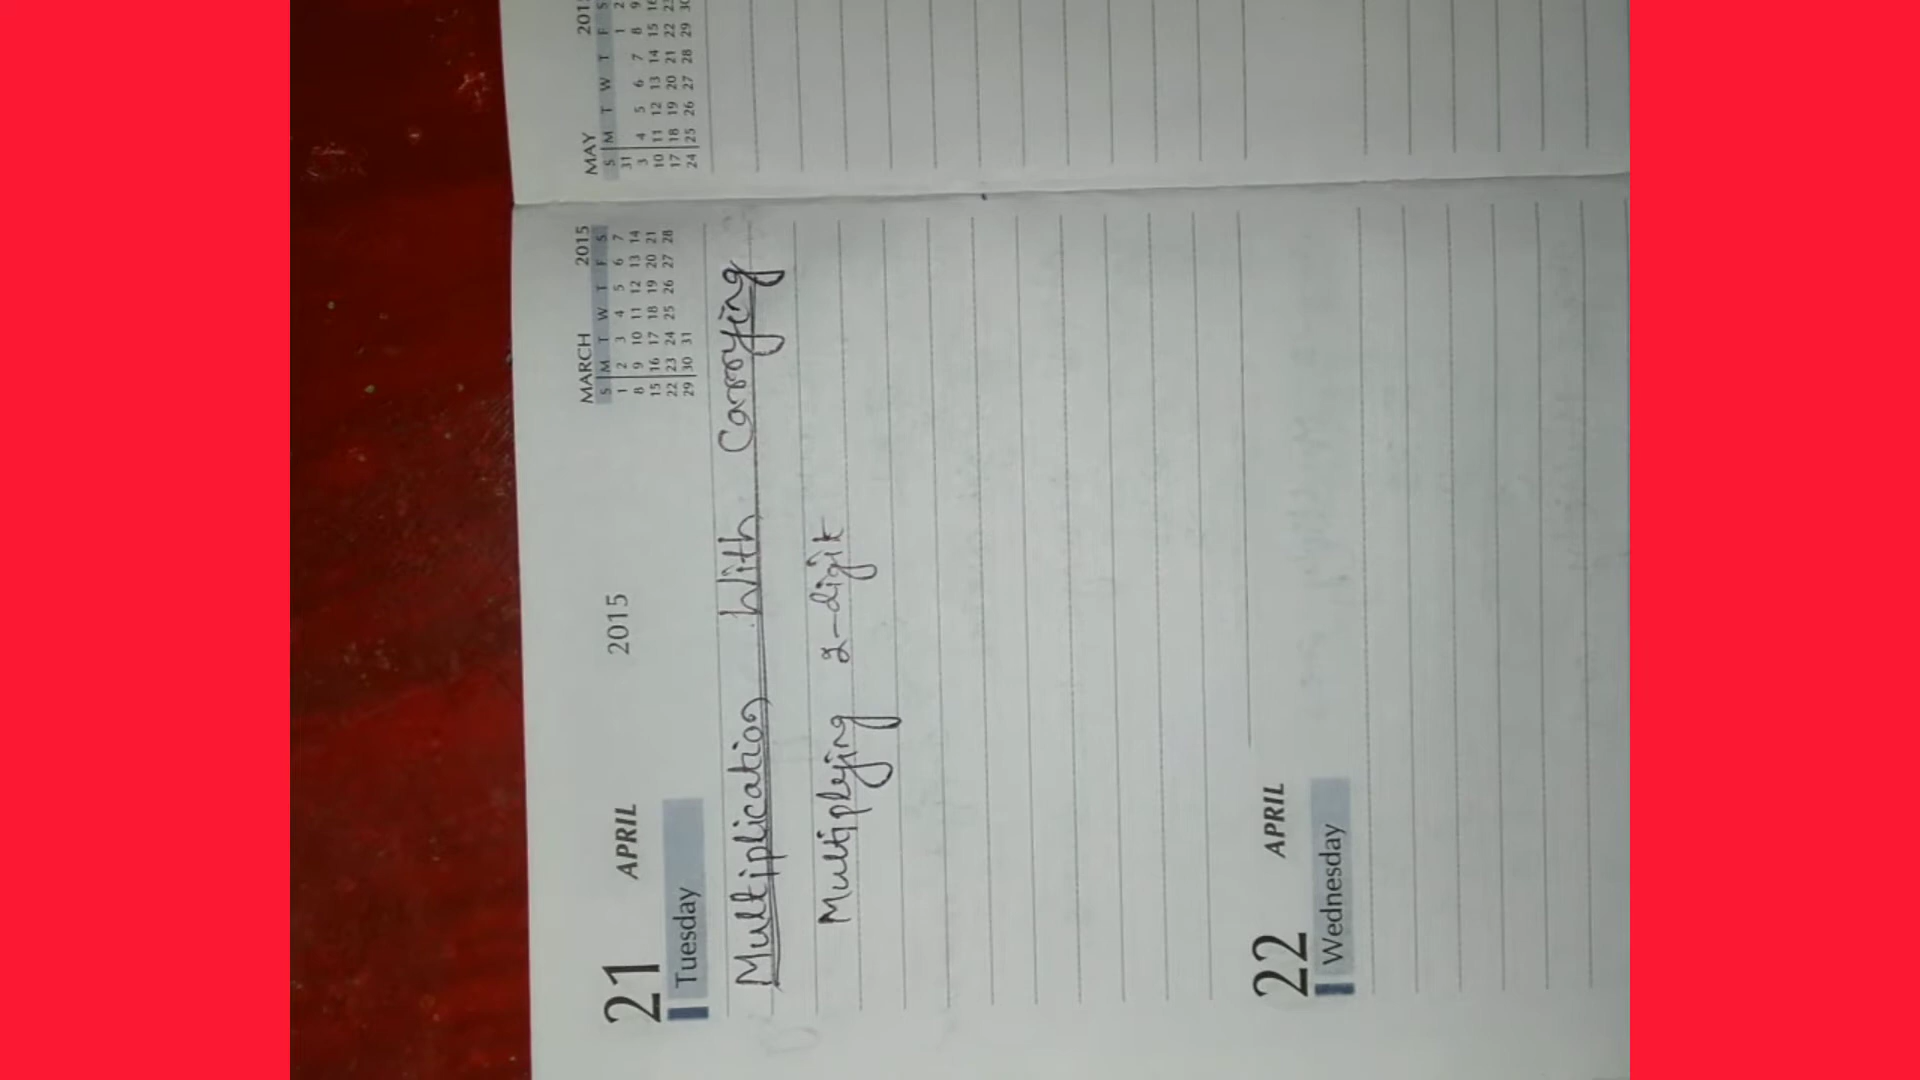 21 APRIL 2015
Tuesday
MARCH 2015
S M T W T F S
1 2 3 4 5 6 7
8 9 10 11 12 13 14
15 16 17 18 19 20 21
22 23 24 25 26 27 28
29 30 31
Multiplication With Carrying
Multiplying 2-digit
22 APRIL
Wednesday
MAY 201
S M T W T F S
31 1 2
3 4 5 6 7 8 9
10 11 12 13 14 15 16
17 18 19 20 21 22 23
24 25 26 27 28 29 30